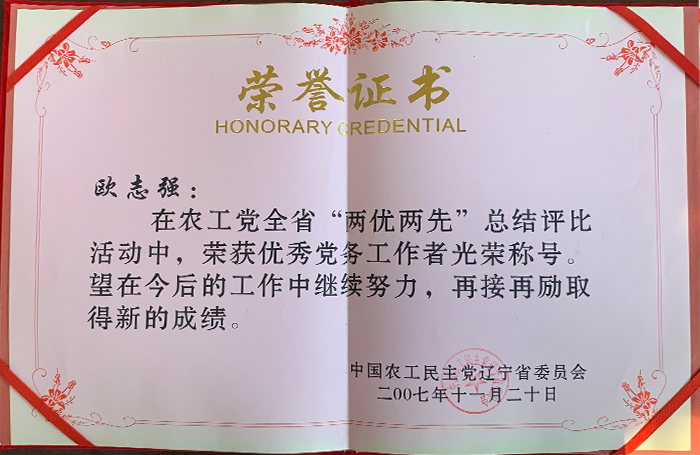 荣誉证书
HONORARY CREDENTIAL
欧志强：
在农工党全省“两优两先”总结评比
活动中，荣获优秀党务工作者光荣称号。
望在今后的工作中继续努力，再接再励取
得新的成绩。
中国农工民主党辽宁省委员会
二00七年十一月二十日